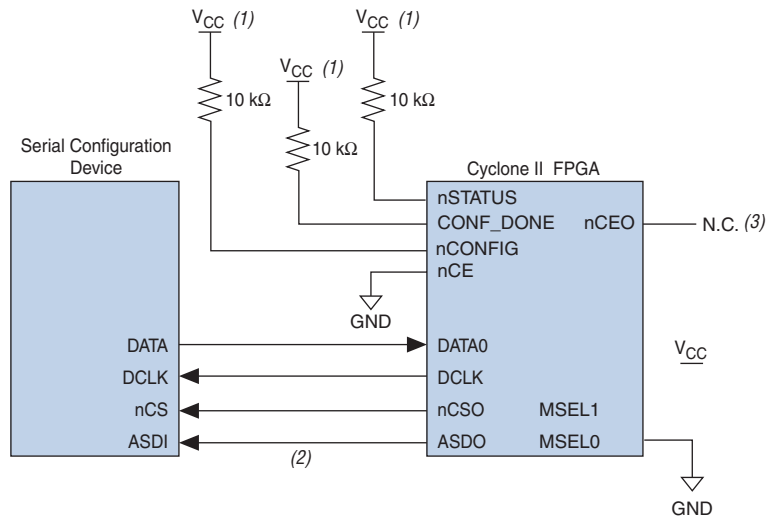 VCC (1)
VCC (1)
VCC (1)
10 kΩ
10 kΩ
10 kΩ
Serial Configuration
Device
Cyclone II FPGA
nSTATUS
CONF_DONE
nCEO
N.C. (3)
nCONFIG
nCE
GND
DATA
DATA0
VCC
DCLK
DCLK
nCS
nCSO
MSEL1
ASDI
(2)
ASDO
MSEL0
GND